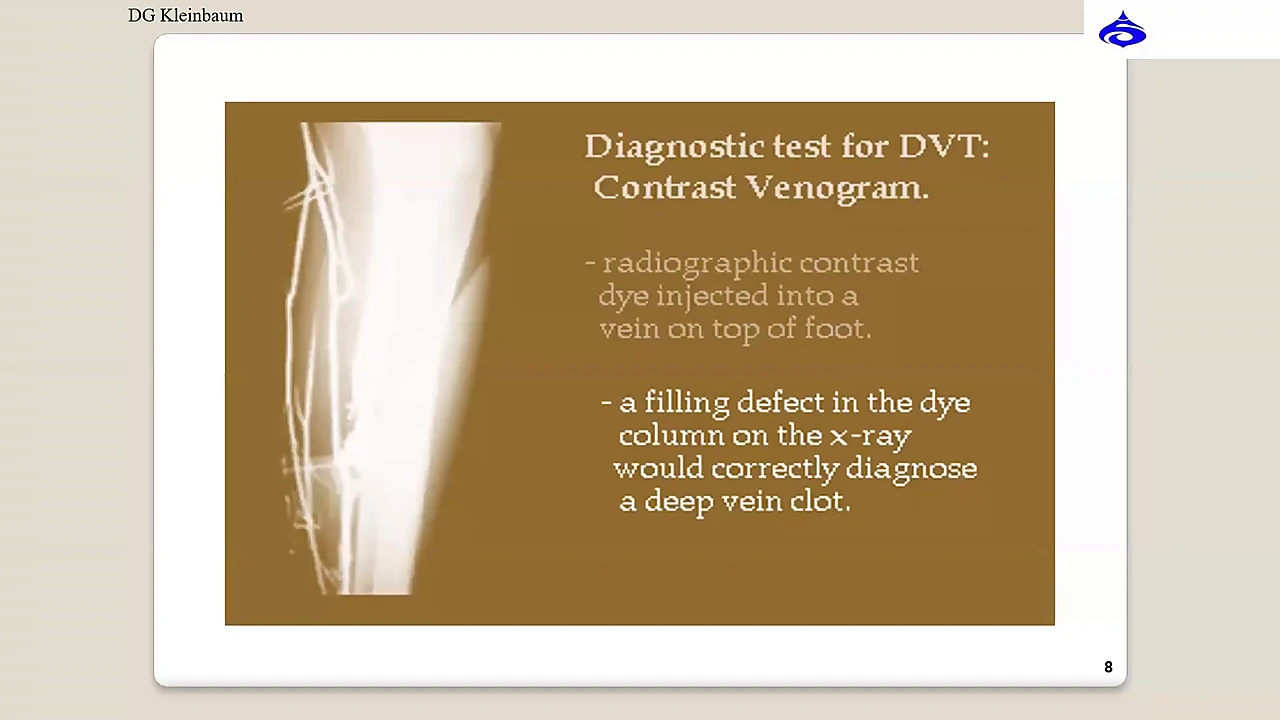 DG Kleinbaum
Diagnostic test for DVT:
Contrast Venogram.
- radiographic contrast
dye injected into a
vein on top of foot.
- a filling defect in the dye
column on the x-ray
would correctly diagnose
a deep vein clot.
8